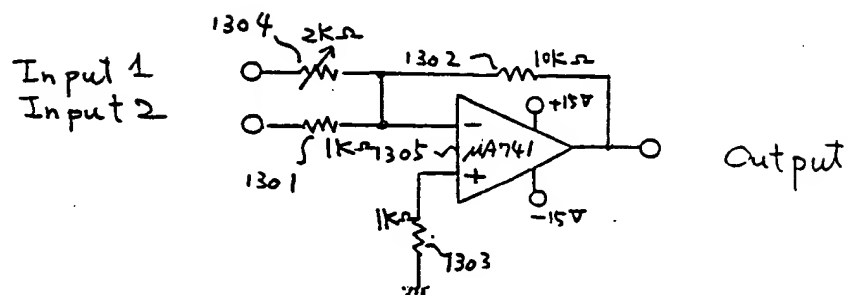 1304
2KΩ
1302
10KΩ
Input 1
Input 2
+15V
-
1KΩ
1305
μA741
Output
1301
+
-15V
1KΩ
1303